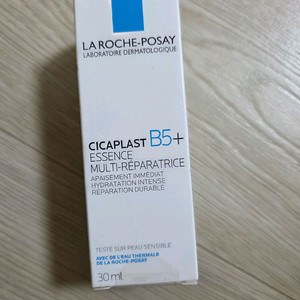 LA ROCHE-POSAY
LABORATOIRE DERMATOLOGIQUE
CICAPLAST B5+
ESSENCE
MULTI-RÉPARATRICE
APAISEMENT IMMÉDIAT
HYDRATATION INTENSE
RÉPARATION DURABLE
TESTÉ SUR PEAU SENSIBLE
AVEC DE L'EAU THERMALE
DE LA ROCHE-POSAY
30 ml